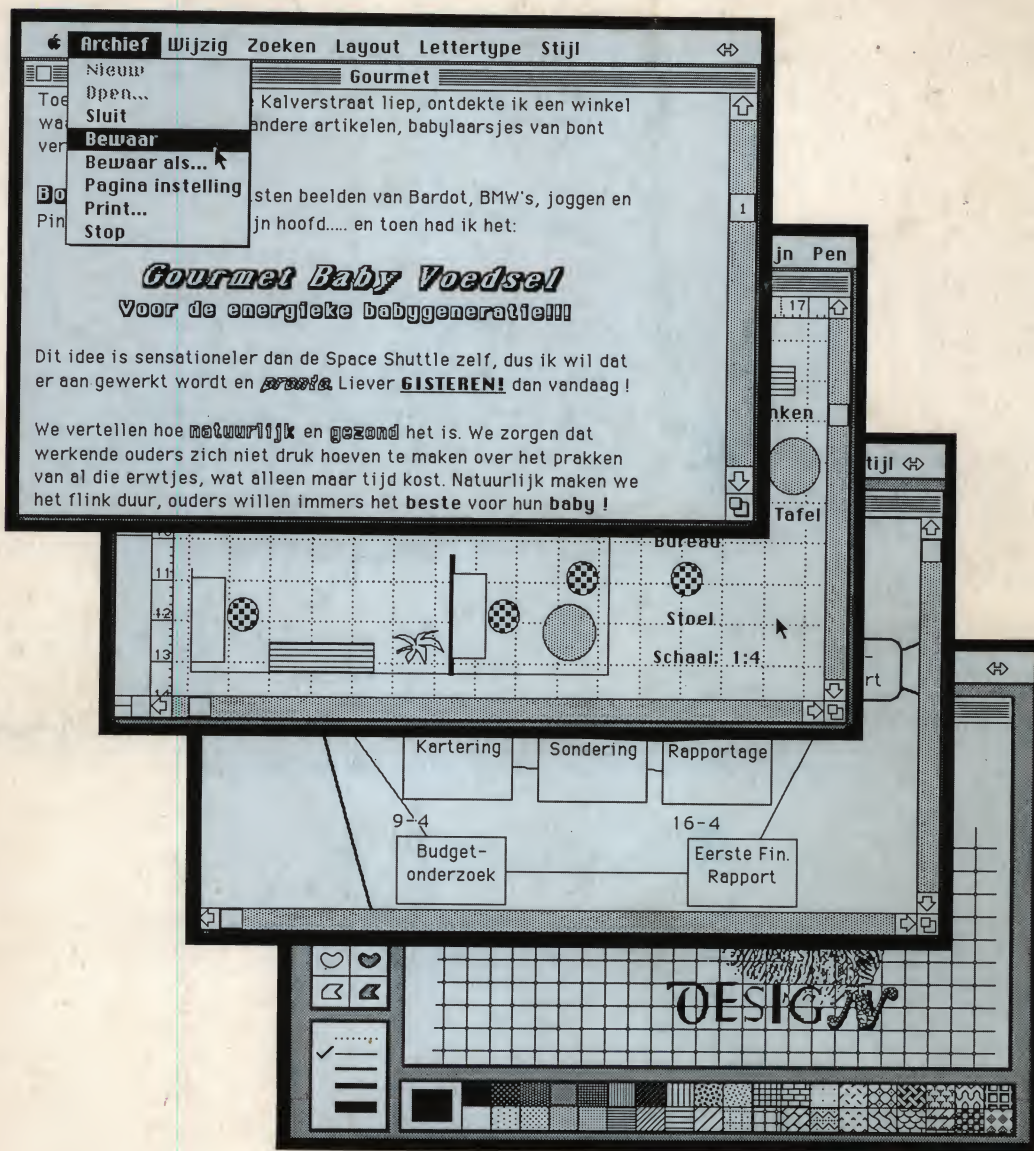 Archief Wijzig Zoeken Layout Lettertype Stijl
Nieuw
Open...
Sluit
Bewaar
Bewaar als...
Pagina instelling
Print...
Stop
Gourmet
Toe Kalverstraat liep, ontdekte ik een winkel
wa andere artikelen, babylaarsjes van bont
ver
Bo sten beelden van Bardot, BMW's, joggen en
Pin jn hoofd..... en toen had ik het:
1
Gourmet Baby Voedsel
Voor de energieke babygeneratie!!!
Dit idee is sensationeler dan de Space Shuttle zelf, dus ik wil dat
er aan gewerkt wordt en pronto. Liever GISTEREN! dan vandaag !
We vertellen hoe natuurlijk en gezond het is. We zorgen dat
werkende ouders zich niet druk hoeven te maken over het prakken
van al die erwtjes, wat alleen maar tijd kost. Natuurlijk maken we
het flink duur, ouders willen immers het beste voor hun baby !
jn Pen
17
nken
Tafel
Bureau
11
12
Stoel
13
Schaal: 1:4
tijl
rt
Kartering Sondering Rapportage
9-4 16-4
Budget-
onderzoek
Eerste Fin.
Rapport
DESIGN